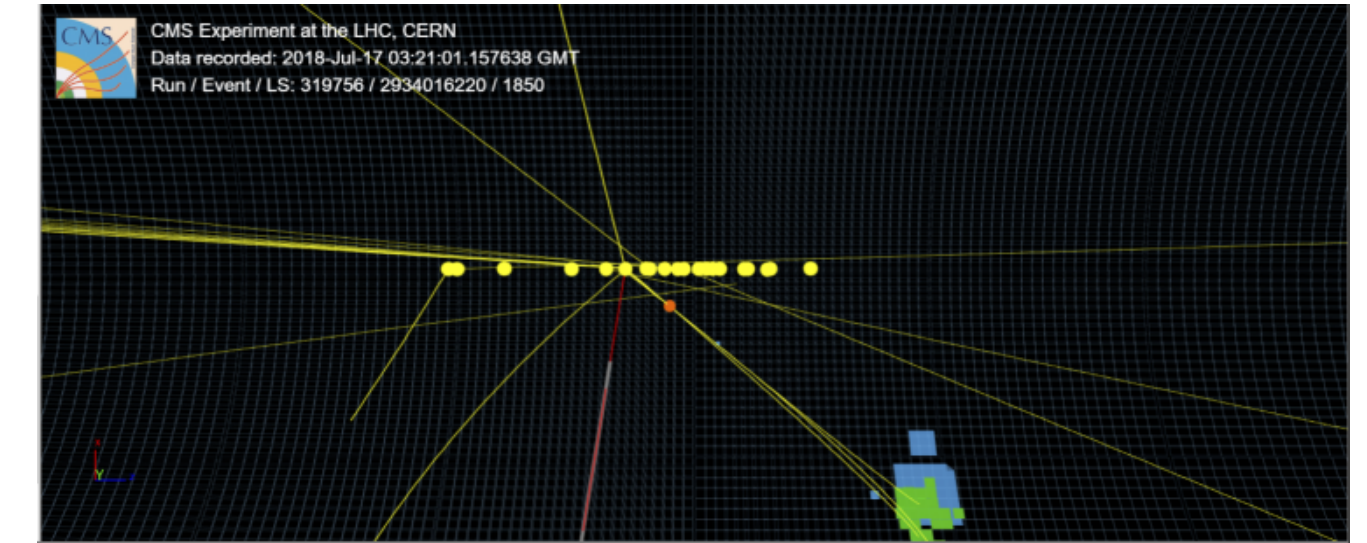 CMS
CMS Experiment at the LHC, CERN
Data recorded: 2018-Jul-17 03:21:01.157638 GMT
Run / Event / LS: 319756 / 2934016220 / 1850
Y